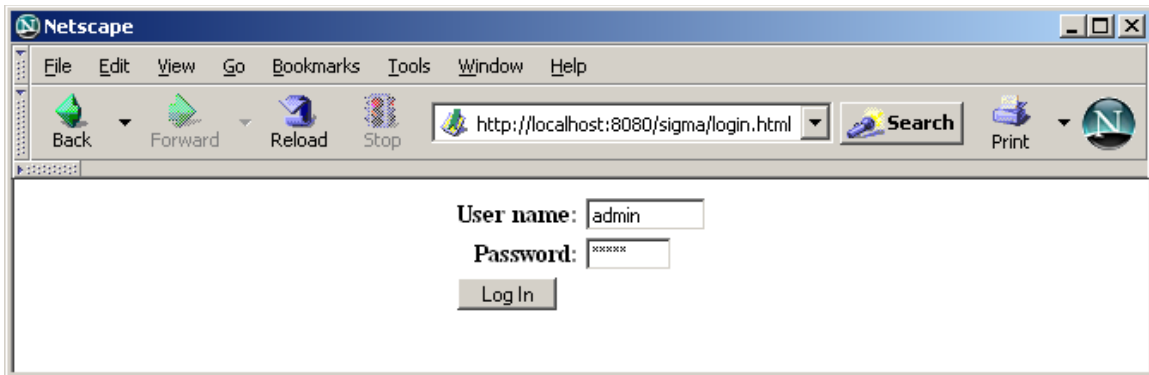 Netscape
File Edit View Go Bookmarks Tools Window Help
Back Forward Reload Stop http://localhost:8080/sigma/login.html Search Print N
User name: admin
Password: *****
Log In